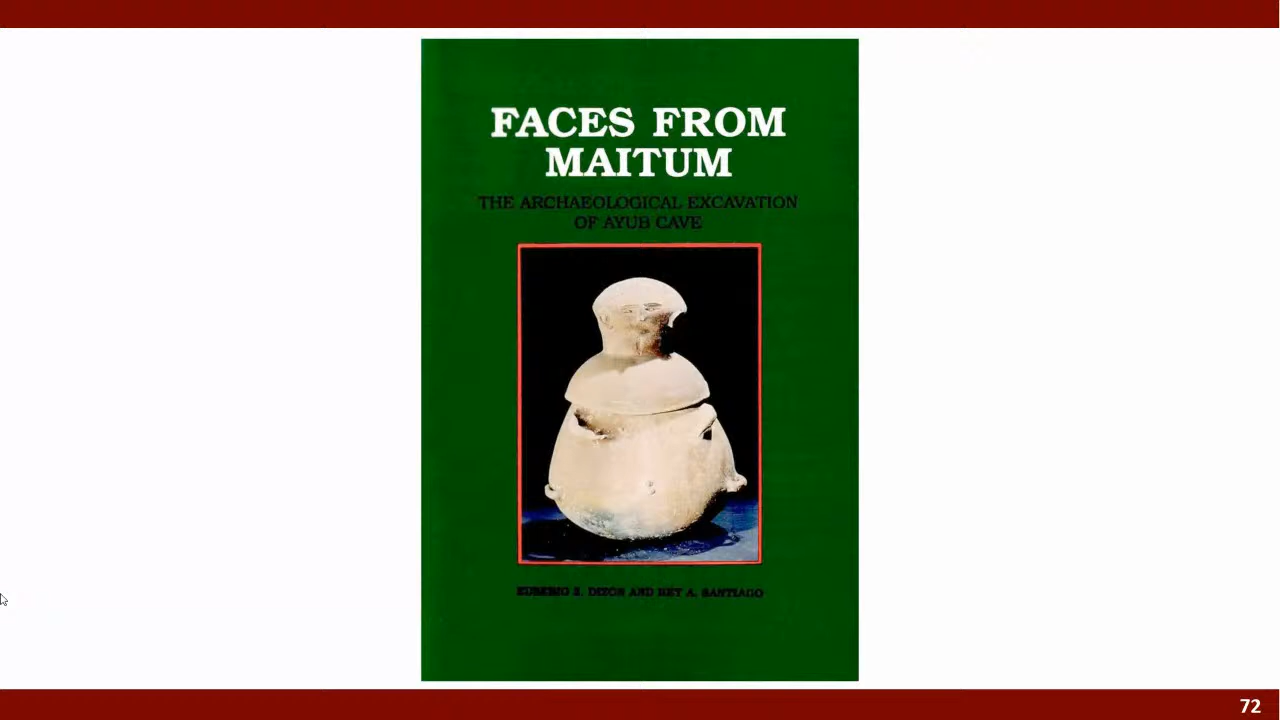 FACES FROM
MAITUM
THE ARCHAEOLOGICAL EXCAVATION
OF AYUB CAVE
EUSEBIO Z. DIZON AND REY A. SANTIAGO
72